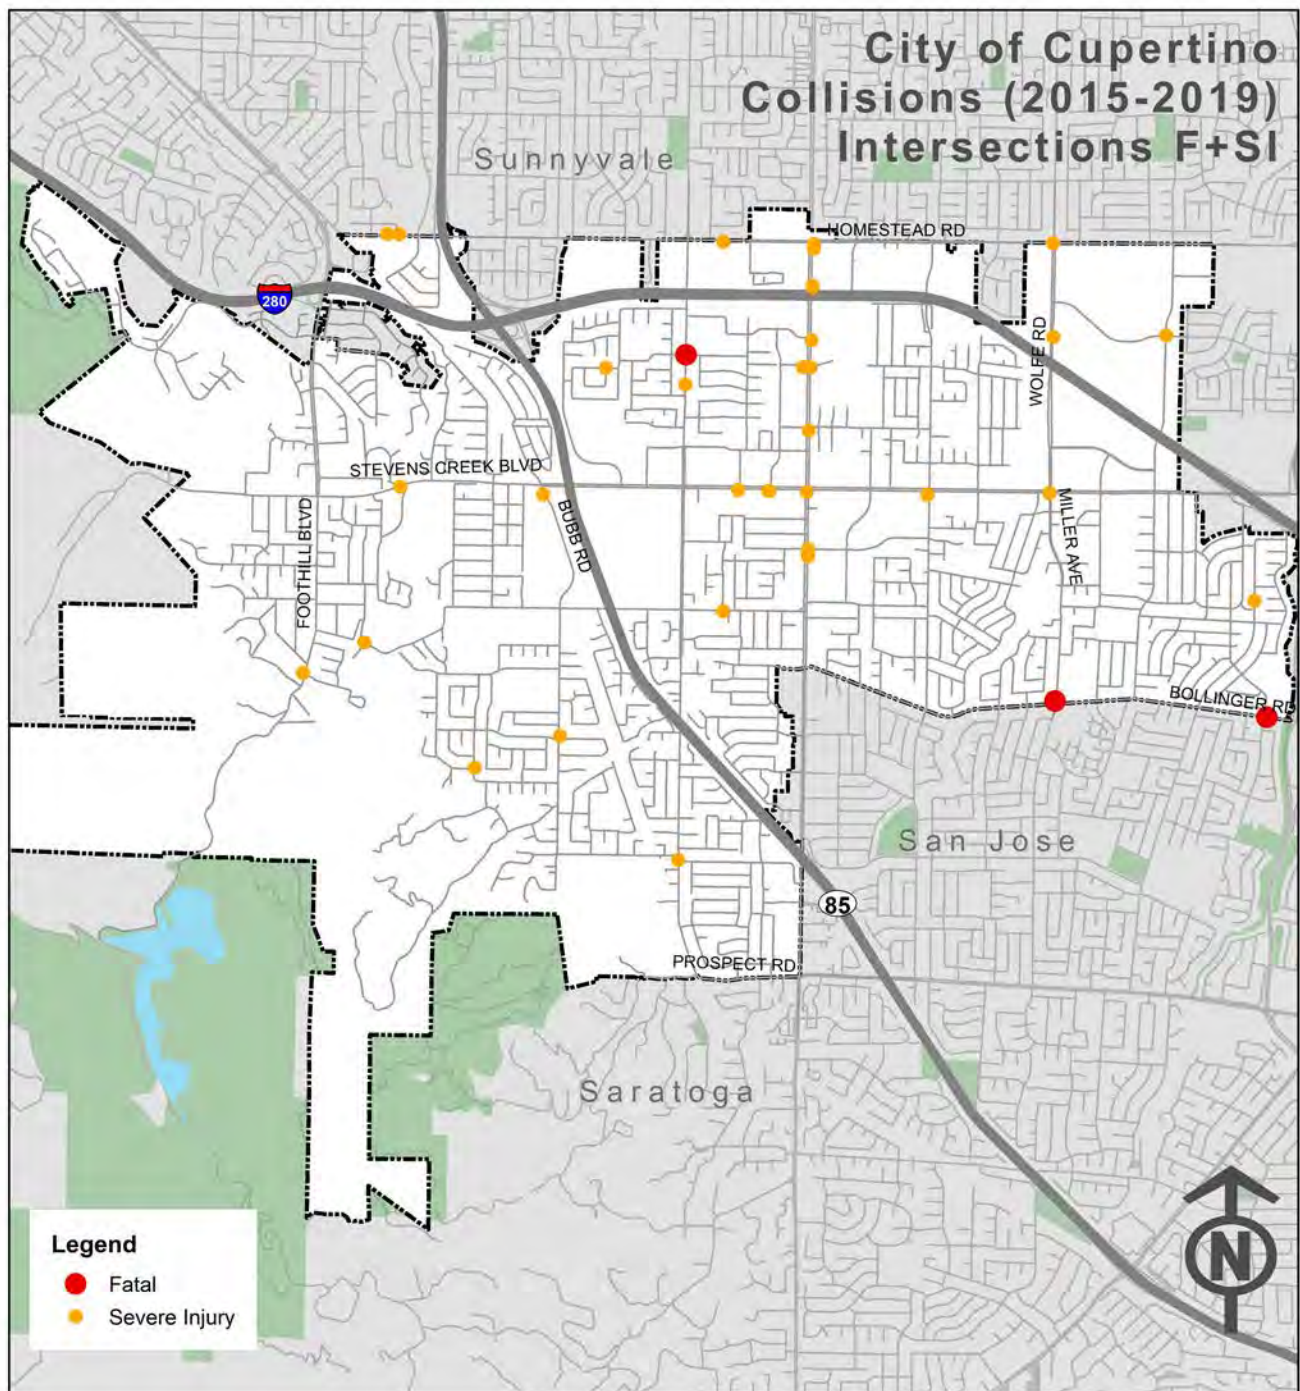 City of Cupertino
Collisions (2015-2019)
Intersections F+SI
Sunnyvale
HOMESTEAD RD
280
WOLFE RD
STEVENS CREEK BLVD
FOOTHILL BLVD
BUBB RD
MILLER AVE
BOLLINGER RD
San Jose
85
PROSPECT RD
Saratoga
N
Legend
Fatal
Severe Injury